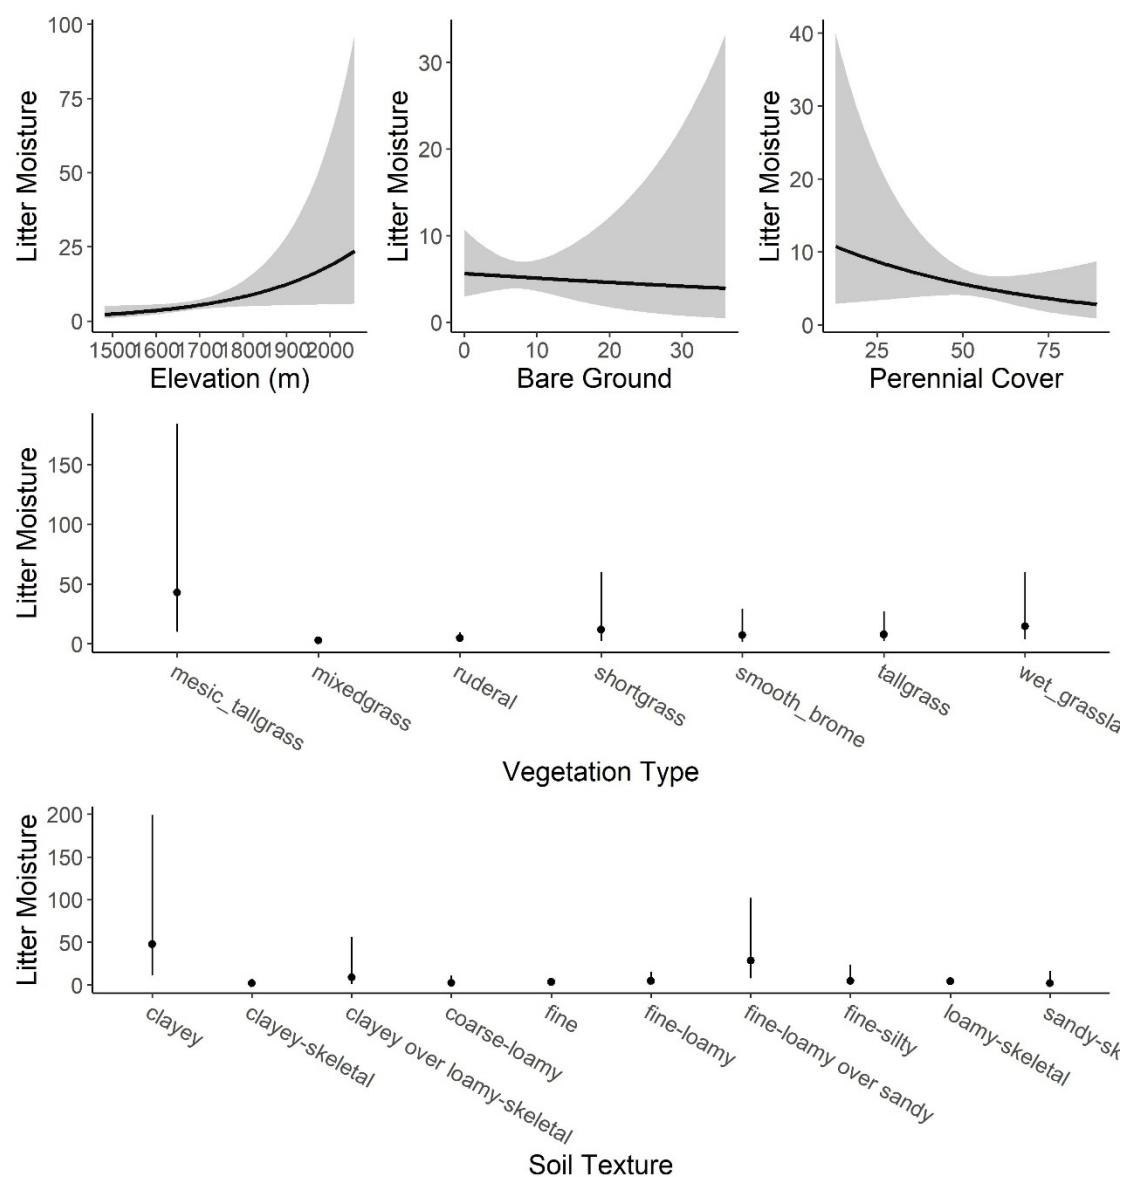 100
75
50
25
0
Litter Moisture
1500
1600
1700
1800
1900
2000
Elevation (m)
30
20
10
0
Litter Moisture
0
10
20
30
Bare Ground
40
30
20
10
0
Litter Moisture
25
50
75
Perennial Cover
150
100
50
0
Litter Moisture
mesic_tallgrass
mixedgrass
ruderal
shortgrass
smooth_brome
tallgrass
wet_grassla
Vegetation Type
200
150
100
50
0
Litter Moisture
clayey
clayey-skeletal
clayey over loamy-skeletal
coarse-loamy
fine
fine-loamy
fine-loamy over sandy
fine-silty
loamy-skeletal
sandy-sk
Soil Texture